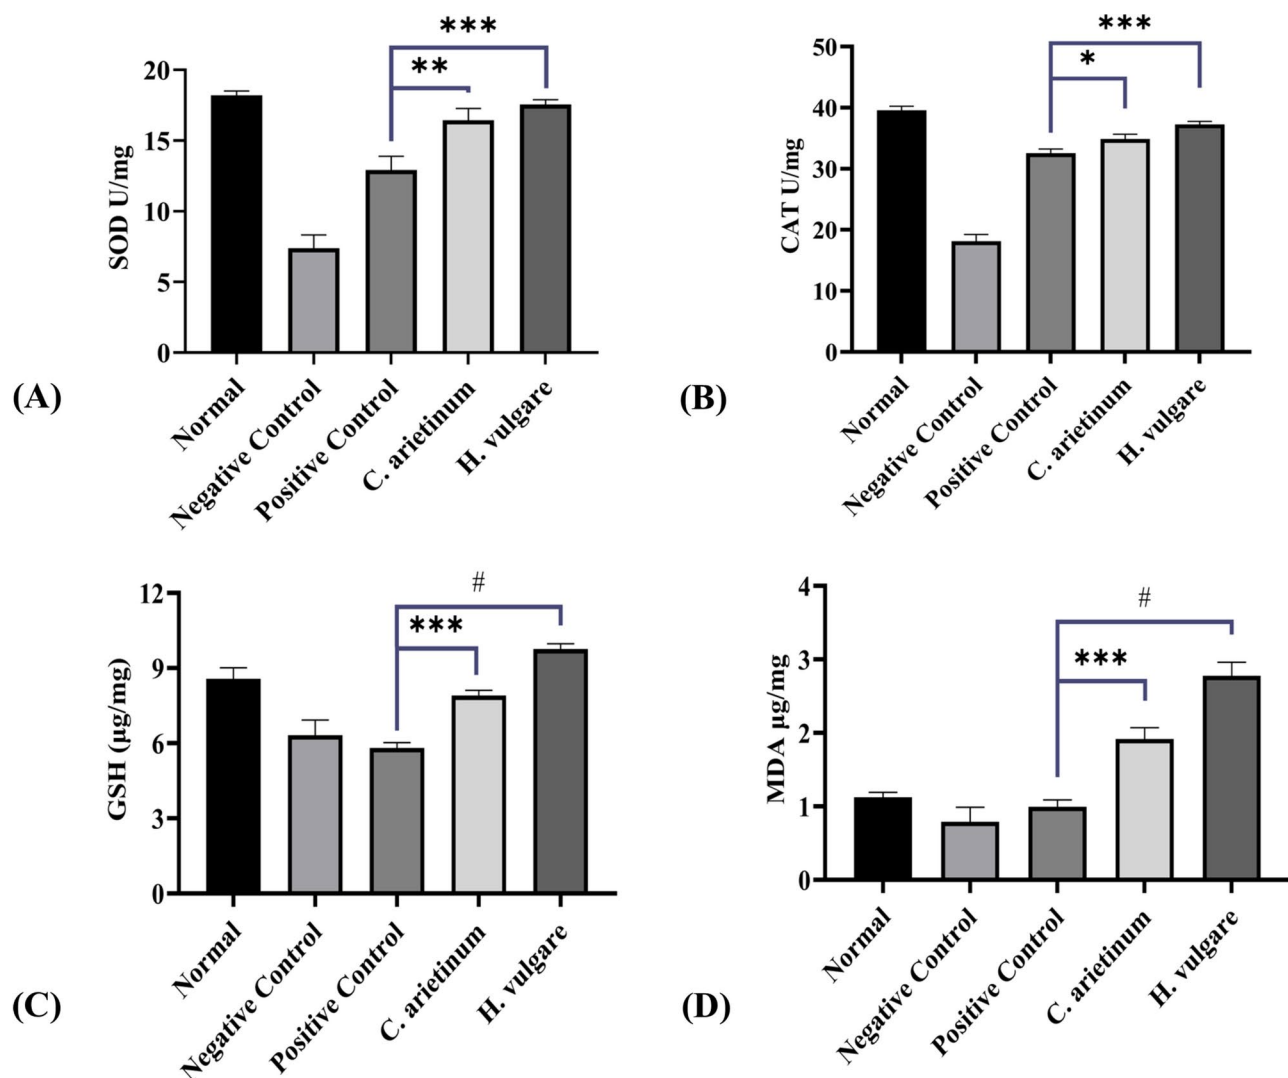 ***
**
20
15
10
5
0
SOD U/mg
Normal
Negative Control
Positive Control
C. arietinum
H. vulgare
(A)
***
*
50
40
30
20
10
0
CAT U/mg
Normal
Negative Control
Positive Control
C. arietinum
H. vulgare
(B)
#
***
12
9
6
3
0
GSH (µg/mg)
Normal
Negative Control
Positive Control
C. arietinum
H. vulgare
(C)
#
***
4
3
2
1
0
MDA µg/mg
Normal
Negative Control
Positive Control
C. arietinum
H. vulgare
(D)